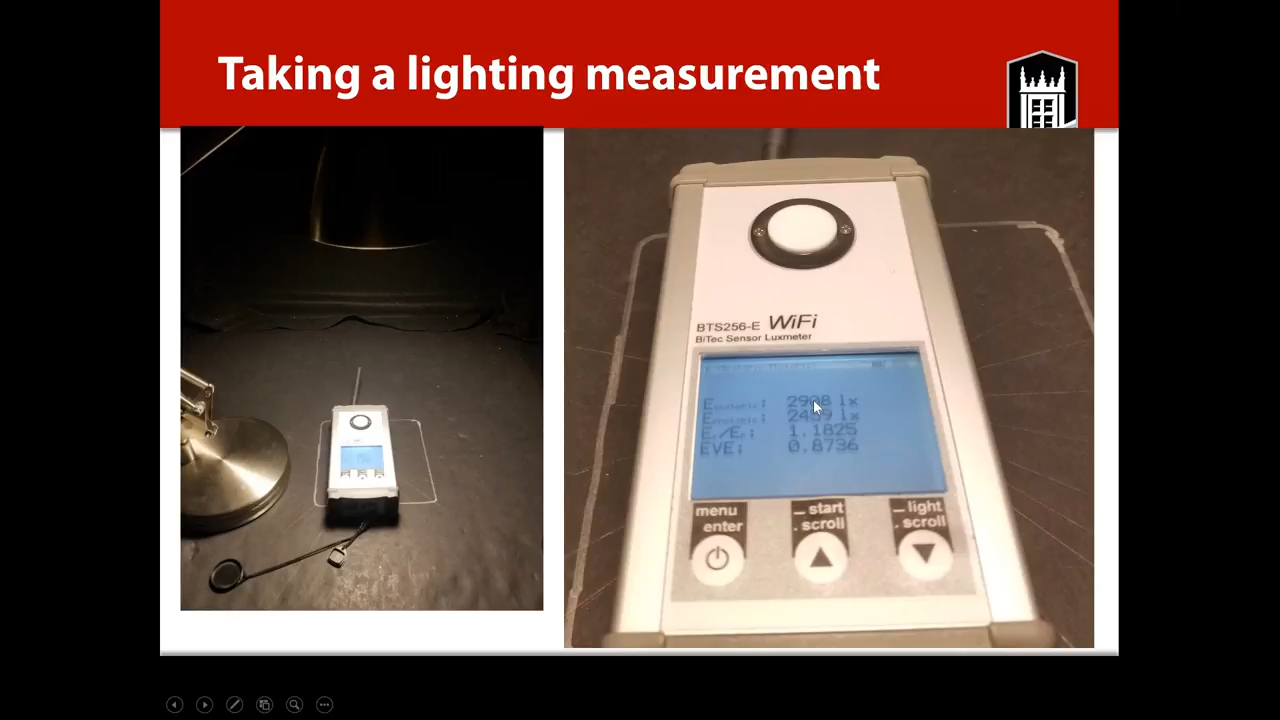 Taking a lighting measurement
BTS256-E WiFi
BiTec Sensor Luxmeter
2908 lx
lx
1.1825
EVE: 0.8736
menu
enter
start
. scroll
light
. scroll